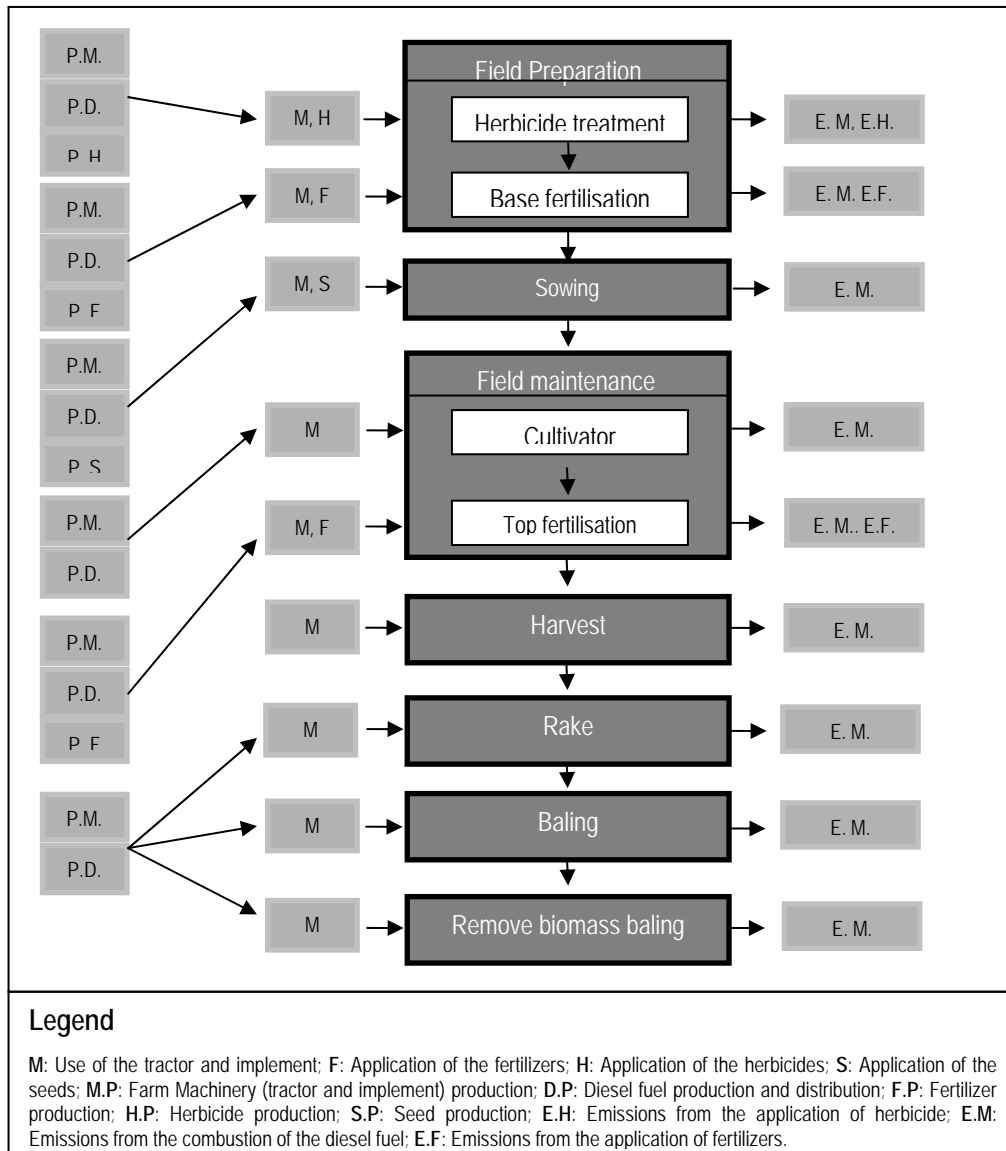 P.M.
P.D.
P. H
P.M.
P.D.
P. F
P.M.
P.D.
P. S
P.M.
P.D.
P.M.
P.D.
P. F
P.M.
P.D.
M, H
M, F
M, S
M
M, F
M
M
M
M
Field Preparation
Herbicide treatment
Base fertilisation
Sowing
Field maintenance
Cultivator
Top fertilisation
Harvest
Rake
Baling
Remove biomass baling
E. M, E.H.
E. M. E.F.
E. M.
E. M.
E. M.. E.F.
E. M.
E. M.
E. M.
E. M.
Legend
M: Use of the tractor and implement; F: Application of the fertilizers; H: Application of the herbicides; S: Application of the
seeds; M.P: Farm Machinery (tractor and implement) production; D.P: Diesel fuel production and distribution; F.P: Fertilizer
production; H.P: Herbicide production; S.P: Seed production; E.H: Emissions from the application of herbicide; E.M:
Emissions from the combustion of the diesel fuel; E.F: Emissions from the application of fertilizers.